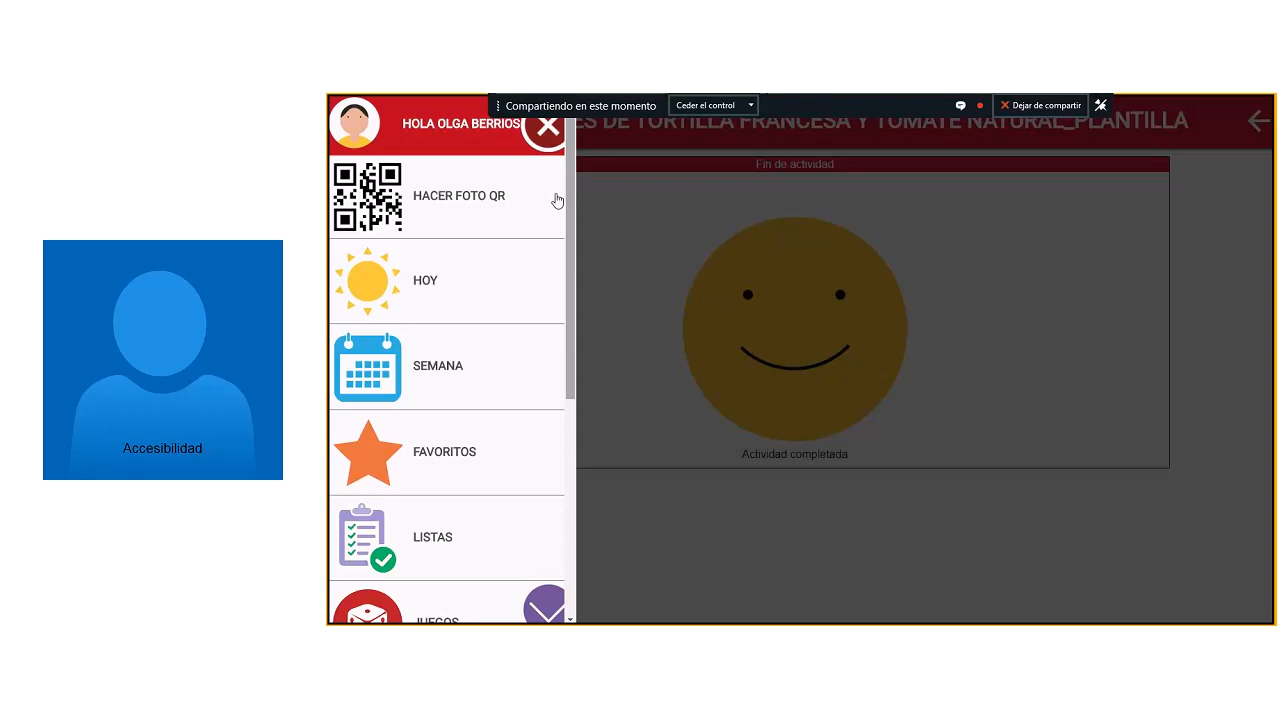 Compartiendo en este momento
Ceder el control
Dejar de compartir
HOLA OLGA BERRIOS
ES DE TORTILLA FRANCESA Y TOMATE NATURAL_PLANTILLA
Fin de actividad
HACER FOTO QR
HOY
SEMANA
FAVORITOS
Accesibilidad
Actividad completada
LISTAS
JUEGOS